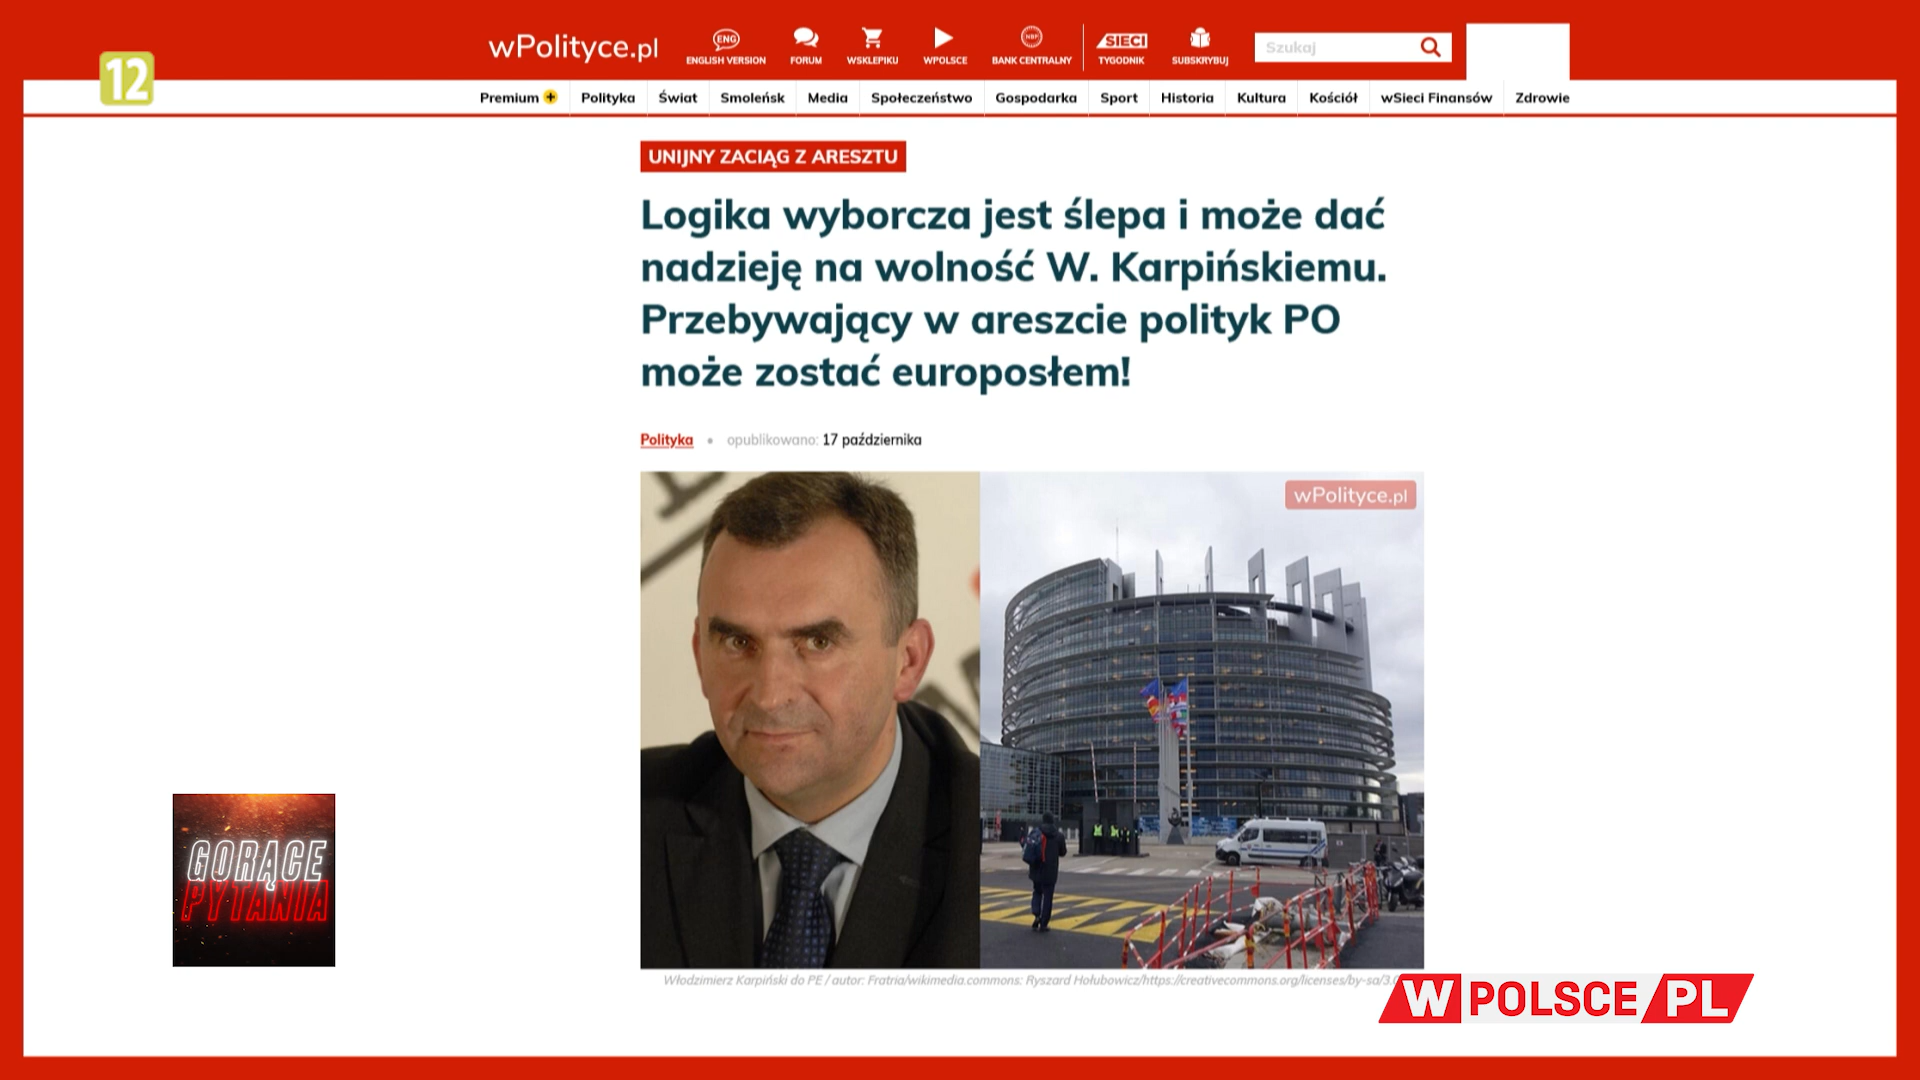 12
wPolityce.pl
ENG
ENGLISH VERSION
FORUM
WSKLEPIKU
WPOLSCE
NBP
BANK CENTRALNY
SIECI
TYGODNIK
SUBSKRYBUJ
Szukaj
Premium + Polityka Świat Smoleńsk Media Społeczeństwo Gospodarka Sport Historia Kultura Kościół wSieci Finansów Zdrowie
UNIJNY ZACIĄG Z ARESZTU
Logika wyborcza jest ślepa i może dać
nadzieję na wolność W. Karpińskiemu.
Przebywający w areszcie polityk PO
może zostać europosłem!
Polityka • opublikowano: 17 października
wPolityce.pl
GORĄCE
PYTANIA
Włodzimierz Karpiński do PE / autor: Fratria/wikimedia.commons: Ryszard Hołubowicz/https://creativecommons.org/licenses/by-sa/3.0
W POLSCE PL